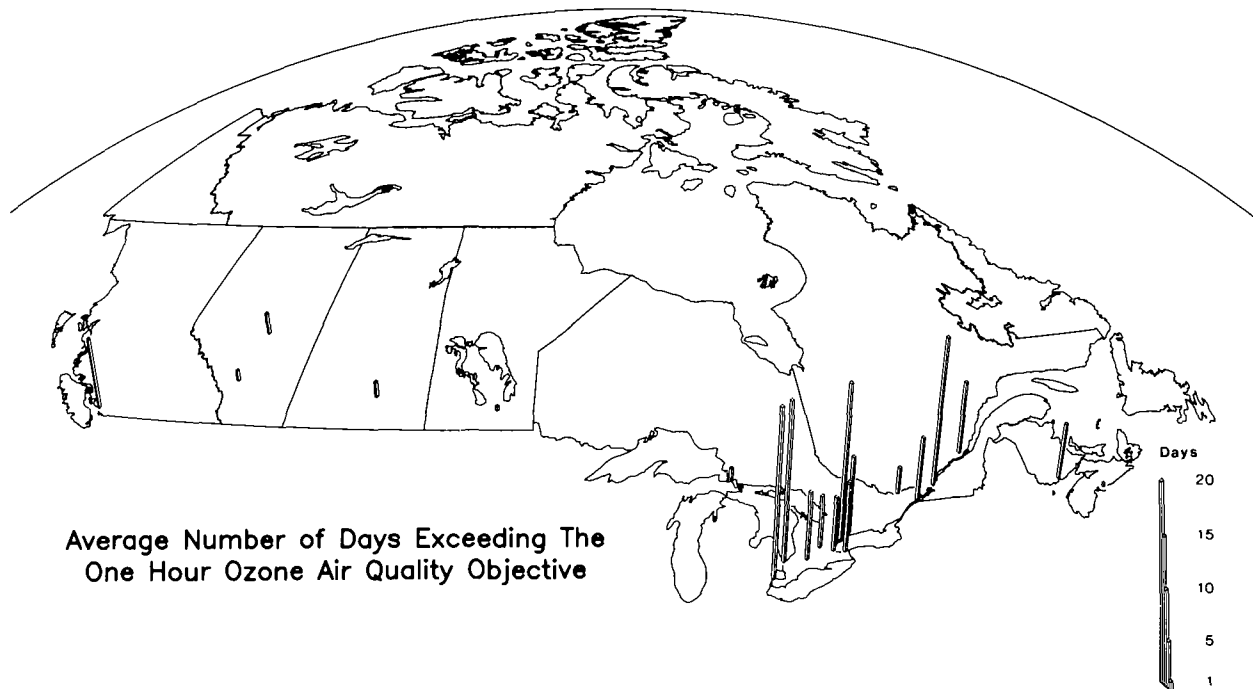 Average Number of Days Exceeding The
One Hour Ozone Air Quality Objective
Days
20
15
10
5
1